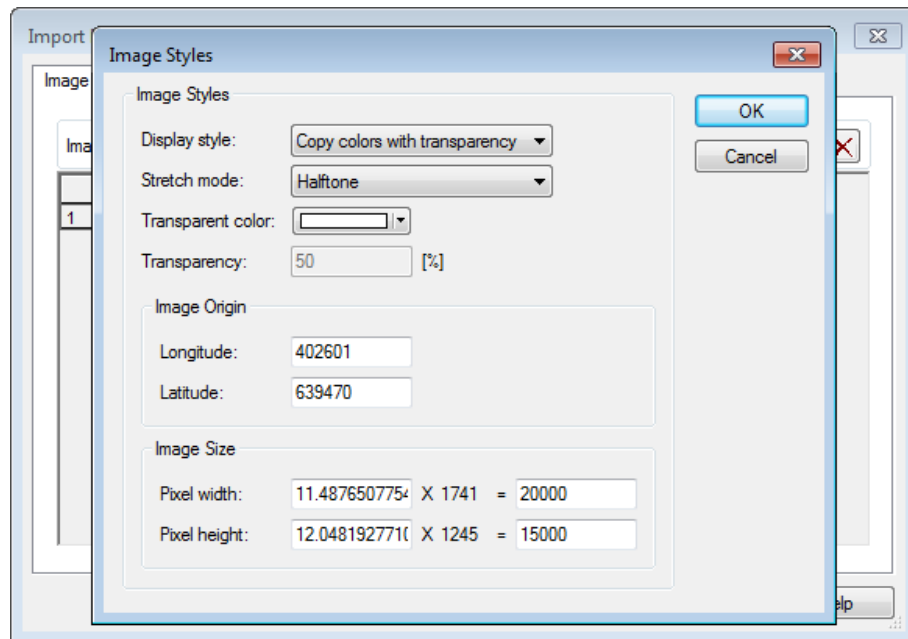 Import
Image Styles
Image
Image Styles
OK
Ima
Display style: Copy colors with transparency
Cancel
Stretch mode: Halftone
1
Transparent color:
Transparency: 50 [%]
Image Origin
Longitude: 402601
Latitude: 639470
Image Size
Pixel width: 11.4876507754 X 1741 = 20000
Pixel height: 12.0481927710 X 1245 = 15000
elp